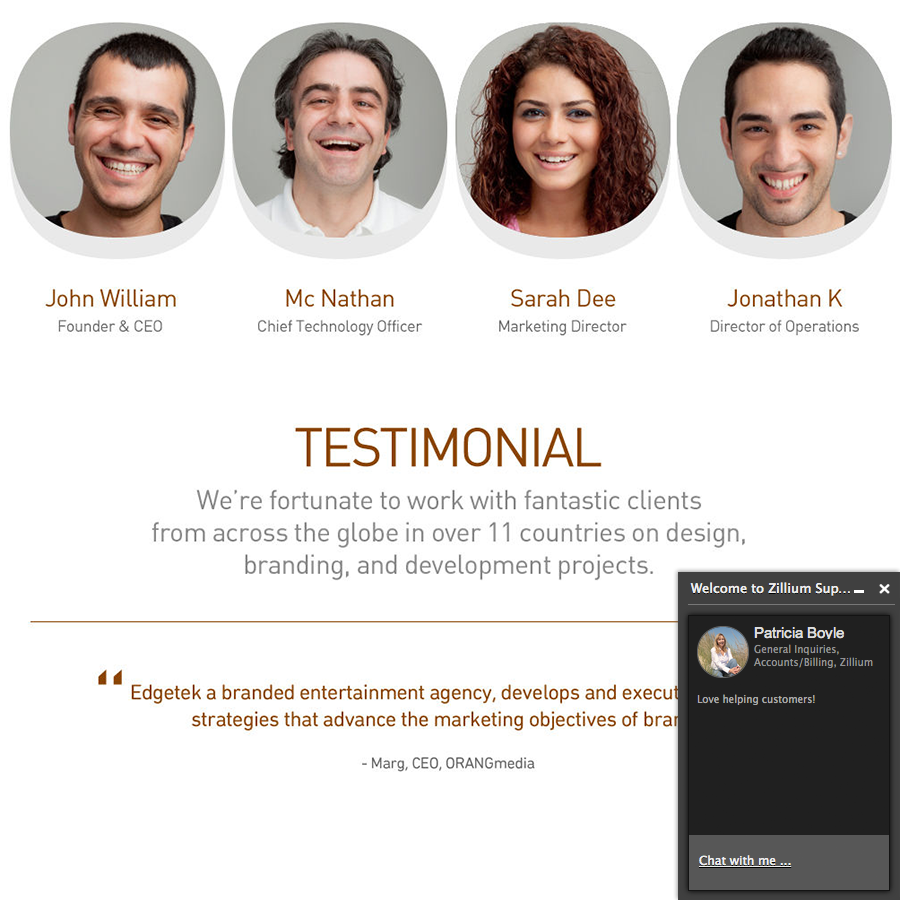 John William
Founder & CEO
Mc Nathan
Chief Technology Officer
Sarah Dee
Marketing Director
Jonathan K
Director of Operations
TESTIMONIAL
We're fortunate to work with fantastic clients
from across the globe in over 11 countries on design,
branding, and development projects.
“ Edgetek a branded entertainment agency, develops and execut
strategies that advance the marketing objectives of bran
- Marg, CEO, ORANGmedia
Welcome to Zillium Sup...
Patricia Boyle
General Inquiries,
Accounts/Billing, Zillium
Love helping customers!
Chat with me ...